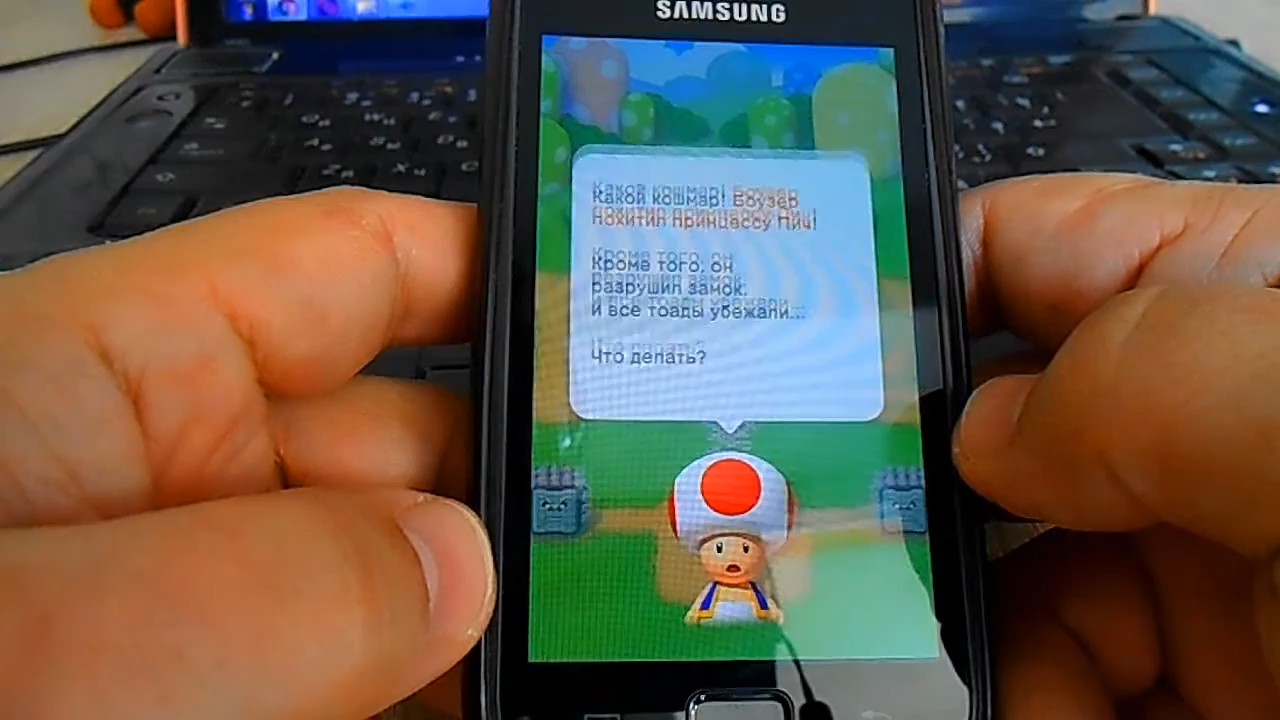 SAMSUNG
Какой кошмар! Боузер
похитил принцессу Пич!
Кроме того, он
разрушил замок,
и все тоады убежали...
Что делать?